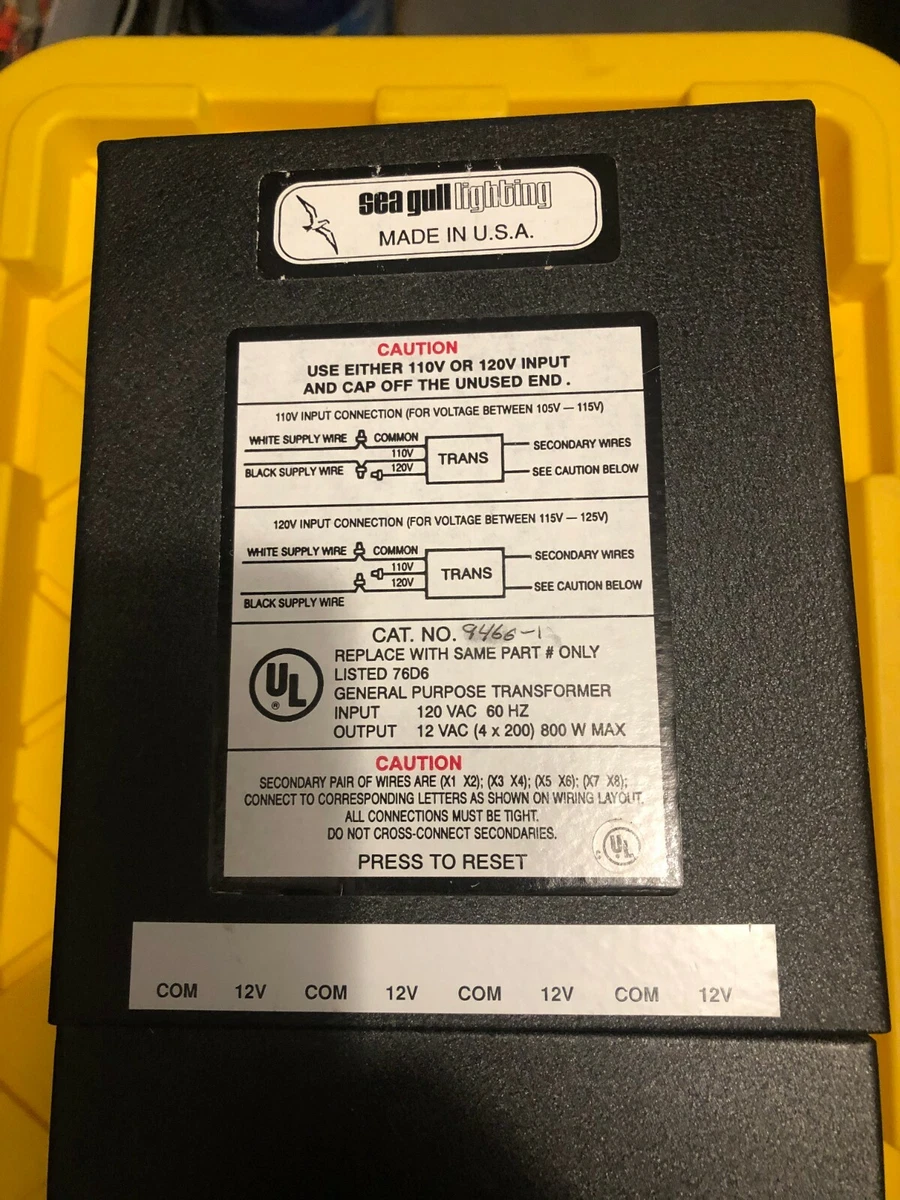 sea gull lighting
MADE IN U.S.A.
CAUTION
USE EITHER 110V OR 120V INPUT
AND CAP OFF THE UNUSED END.
110V INPUT CONNECTION (FOR VOLTAGE BETWEEN 105V — 115V)
WHITE SUPPLY WIRE COMMON
110V
BLACK SUPPLY WIRE 120V
TRANS
SECONDARY WIRES
SEE CAUTION BELOW
120V INPUT CONNECTION (FOR VOLTAGE BETWEEN 115V — 125V)
WHITE SUPPLY WIRE COMMON
110V
120V
BLACK SUPPLY WIRE
TRANS
SECONDARY WIRES
SEE CAUTION BELOW
CAT. NO. 9466-1
REPLACE WITH SAME PART # ONLY
LISTED 76D6
GENERAL PURPOSE TRANSFORMER
INPUT 120 VAC 60 HZ
OUTPUT 12 VAC (4 x 200) 800 W MAX
UL ®
CAUTION
SECONDARY PAIR OF WIRES ARE (X1 X2); (X3 X4); (X5 X6); (X7 X8);
CONNECT TO CORRESPONDING LETTERS AS SHOWN ON WIRING LAYOUT.
ALL CONNECTIONS MUST BE TIGHT.
DO NOT CROSS-CONNECT SECONDARIES.
PRESS TO RESET
UL
COM 12V COM 12V COM 12V COM 12V